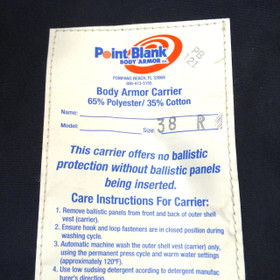 Point Blank
BODY ARMOR INC
POMPANO BEACH, FL 33069
Body Armor Carrier
65% Polyester/ 35% Cotton
Name:
Model: Size: 38 R
This carrier offers no ballistic
protection without ballistic panels
being inserted.
Care Instructions For Carrier:
1. Remove ballistic panels from front and back of outer shell
vest (carrier).
2. Ensure hook and loop fasteners are in closed position during
washing cycle.
3. Automatic machine wash the outer shell vest (carrier) only,
using the permanent press cycle and warm water settings
(approximately 120°F).
4. Use low sudsing detergent acording to detergent manufac
turer's direction.